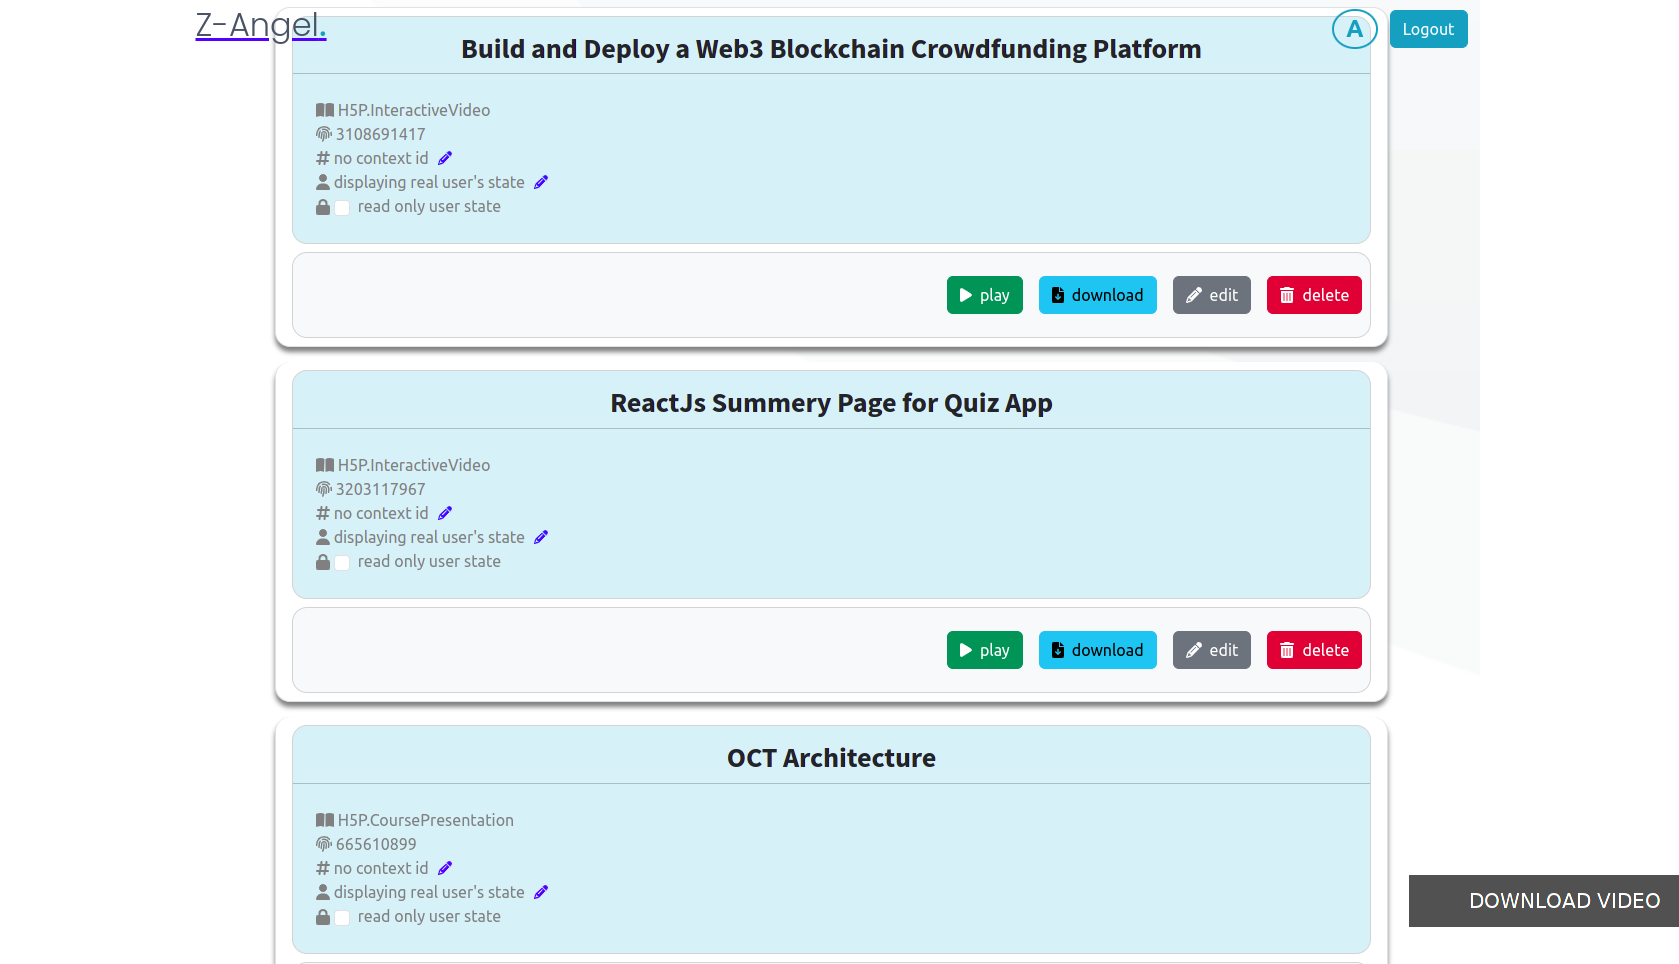 Z-Angel.
A
Logout
Build and Deploy a Web3 Blockchain Crowdfunding Platform
H5P.InteractiveVideo
3108691417
# no context id
displaying real user's state
read only user state
play download edit delete
ReactJs Summery Page for Quiz App
H5P.InteractiveVideo
3203117967
# no context id
displaying real user's state
read only user state
play download edit delete
OCT Architecture
H5P.CoursePresentation
665610899
# no context id
displaying real user's state
read only user state
DOWNLOAD VIDEO